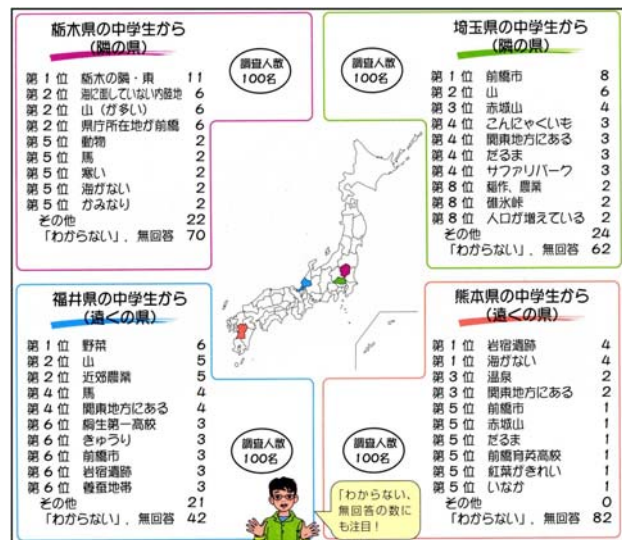 栃木県の中学生から
(隣の県)
調査人数
100名
第1位 栃木の隣・東 11
第2位 海に面していない内陸地 6
第2位 山(が多い) 6
第2位 県庁所在地が前橋 6
第5位 動物 2
第5位 馬 2
第5位 寒い 2
第5位 海がない 2
第5位 かみなり 2
その他 22
「わからない」,無回答 70
埼玉県の中学生から
(隣の県)
調査人数
100名
第1位 前橋市 8
第2位 山 6
第3位 赤城山 4
第4位 こんにゃくいも 3
第4位 関東地方にある 3
第4位 だるま 3
第4位 サファリパーク 3
第8位 稲作、農業 2
第8位 碓氷峠 2
第8位 人口が増えている 2
その他 24
「わからない」,無回答 62
福井県の中学生から
(遠くの県)
第1位 野菜 6
第2位 山 5
第2位 近郊農業 5
第4位 馬 4
第4位 関東地方にある 4
第6位 桐生第一高校 3
第6位 きゅうり 3
第6位 前橋市 3
第6位 岩宿遺跡 3
第6位 養蚕地帯 3
その他 21
「わからない」,無回答 42
調査人数
100名
「わからない、
無回答の数に
も注目!
熊本県の中学生から
(遠くの県)
調査人数
100名
第1位 岩宿遺跡 4
第1位 海がない 4
第3位 温泉 2
第3位 関東地方にある 2
第5位 前橋市 1
第5位 赤城山 1
第5位 だるま 1
第5位 前橋育英高校 1
第5位 紅葉がきれい 1
第5位 いなか 1
その他 0
「わからない」,無回答 82